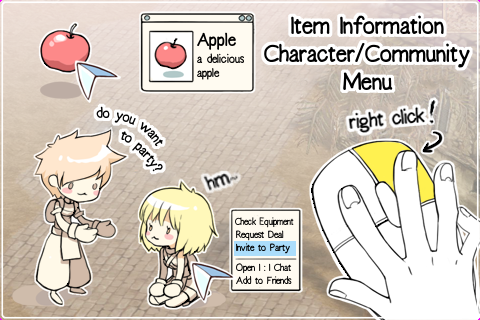 Apple
a delicious
apple
Item Information
Character/Community
Menu
right click!
do you want
to party?
hm~
Check Equipment
Request Deal
Invite to Party
Open 1 : 1 Chat
Add to Friends